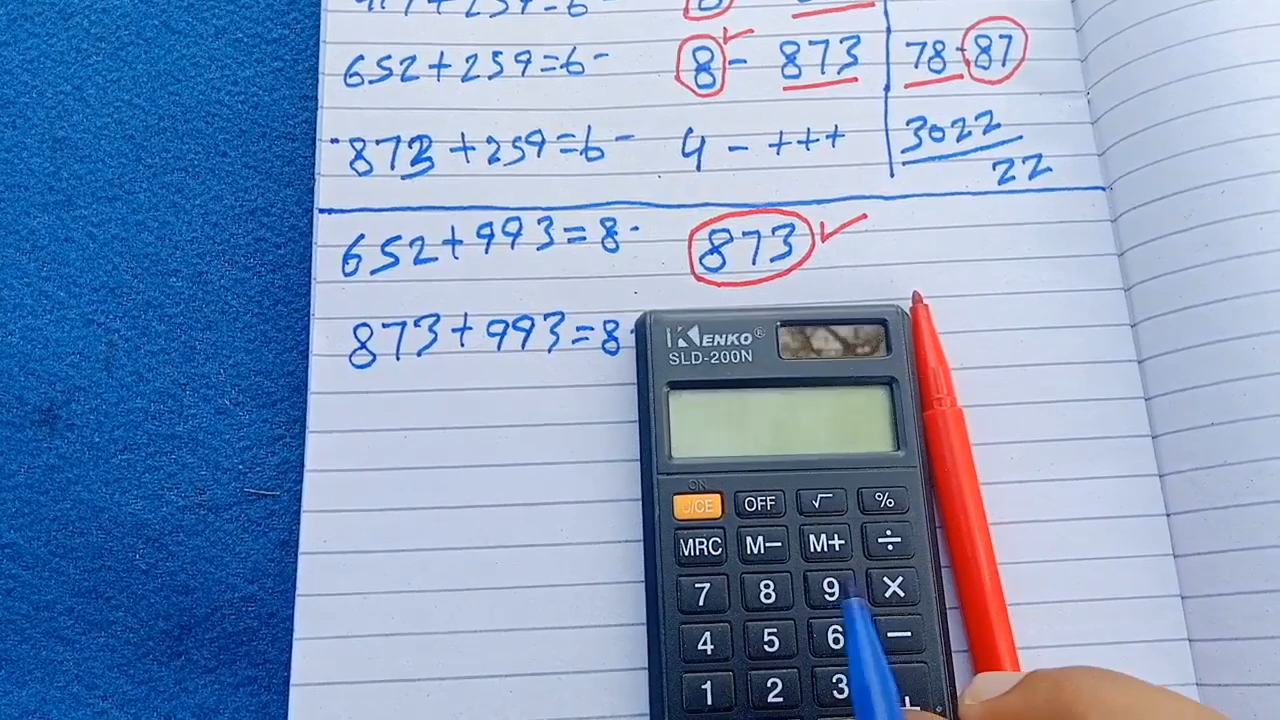 652+259=6- 8- 873 78-87
873+259=6- 4-+++ 3022
22
652+993=8- 873
873+993=8-
KENKO®
SLD-200N
ON
C/CE OFF √ %
MRC M− M+ ÷
7 8 9 ×
4 5 6 −
1 2 3 +